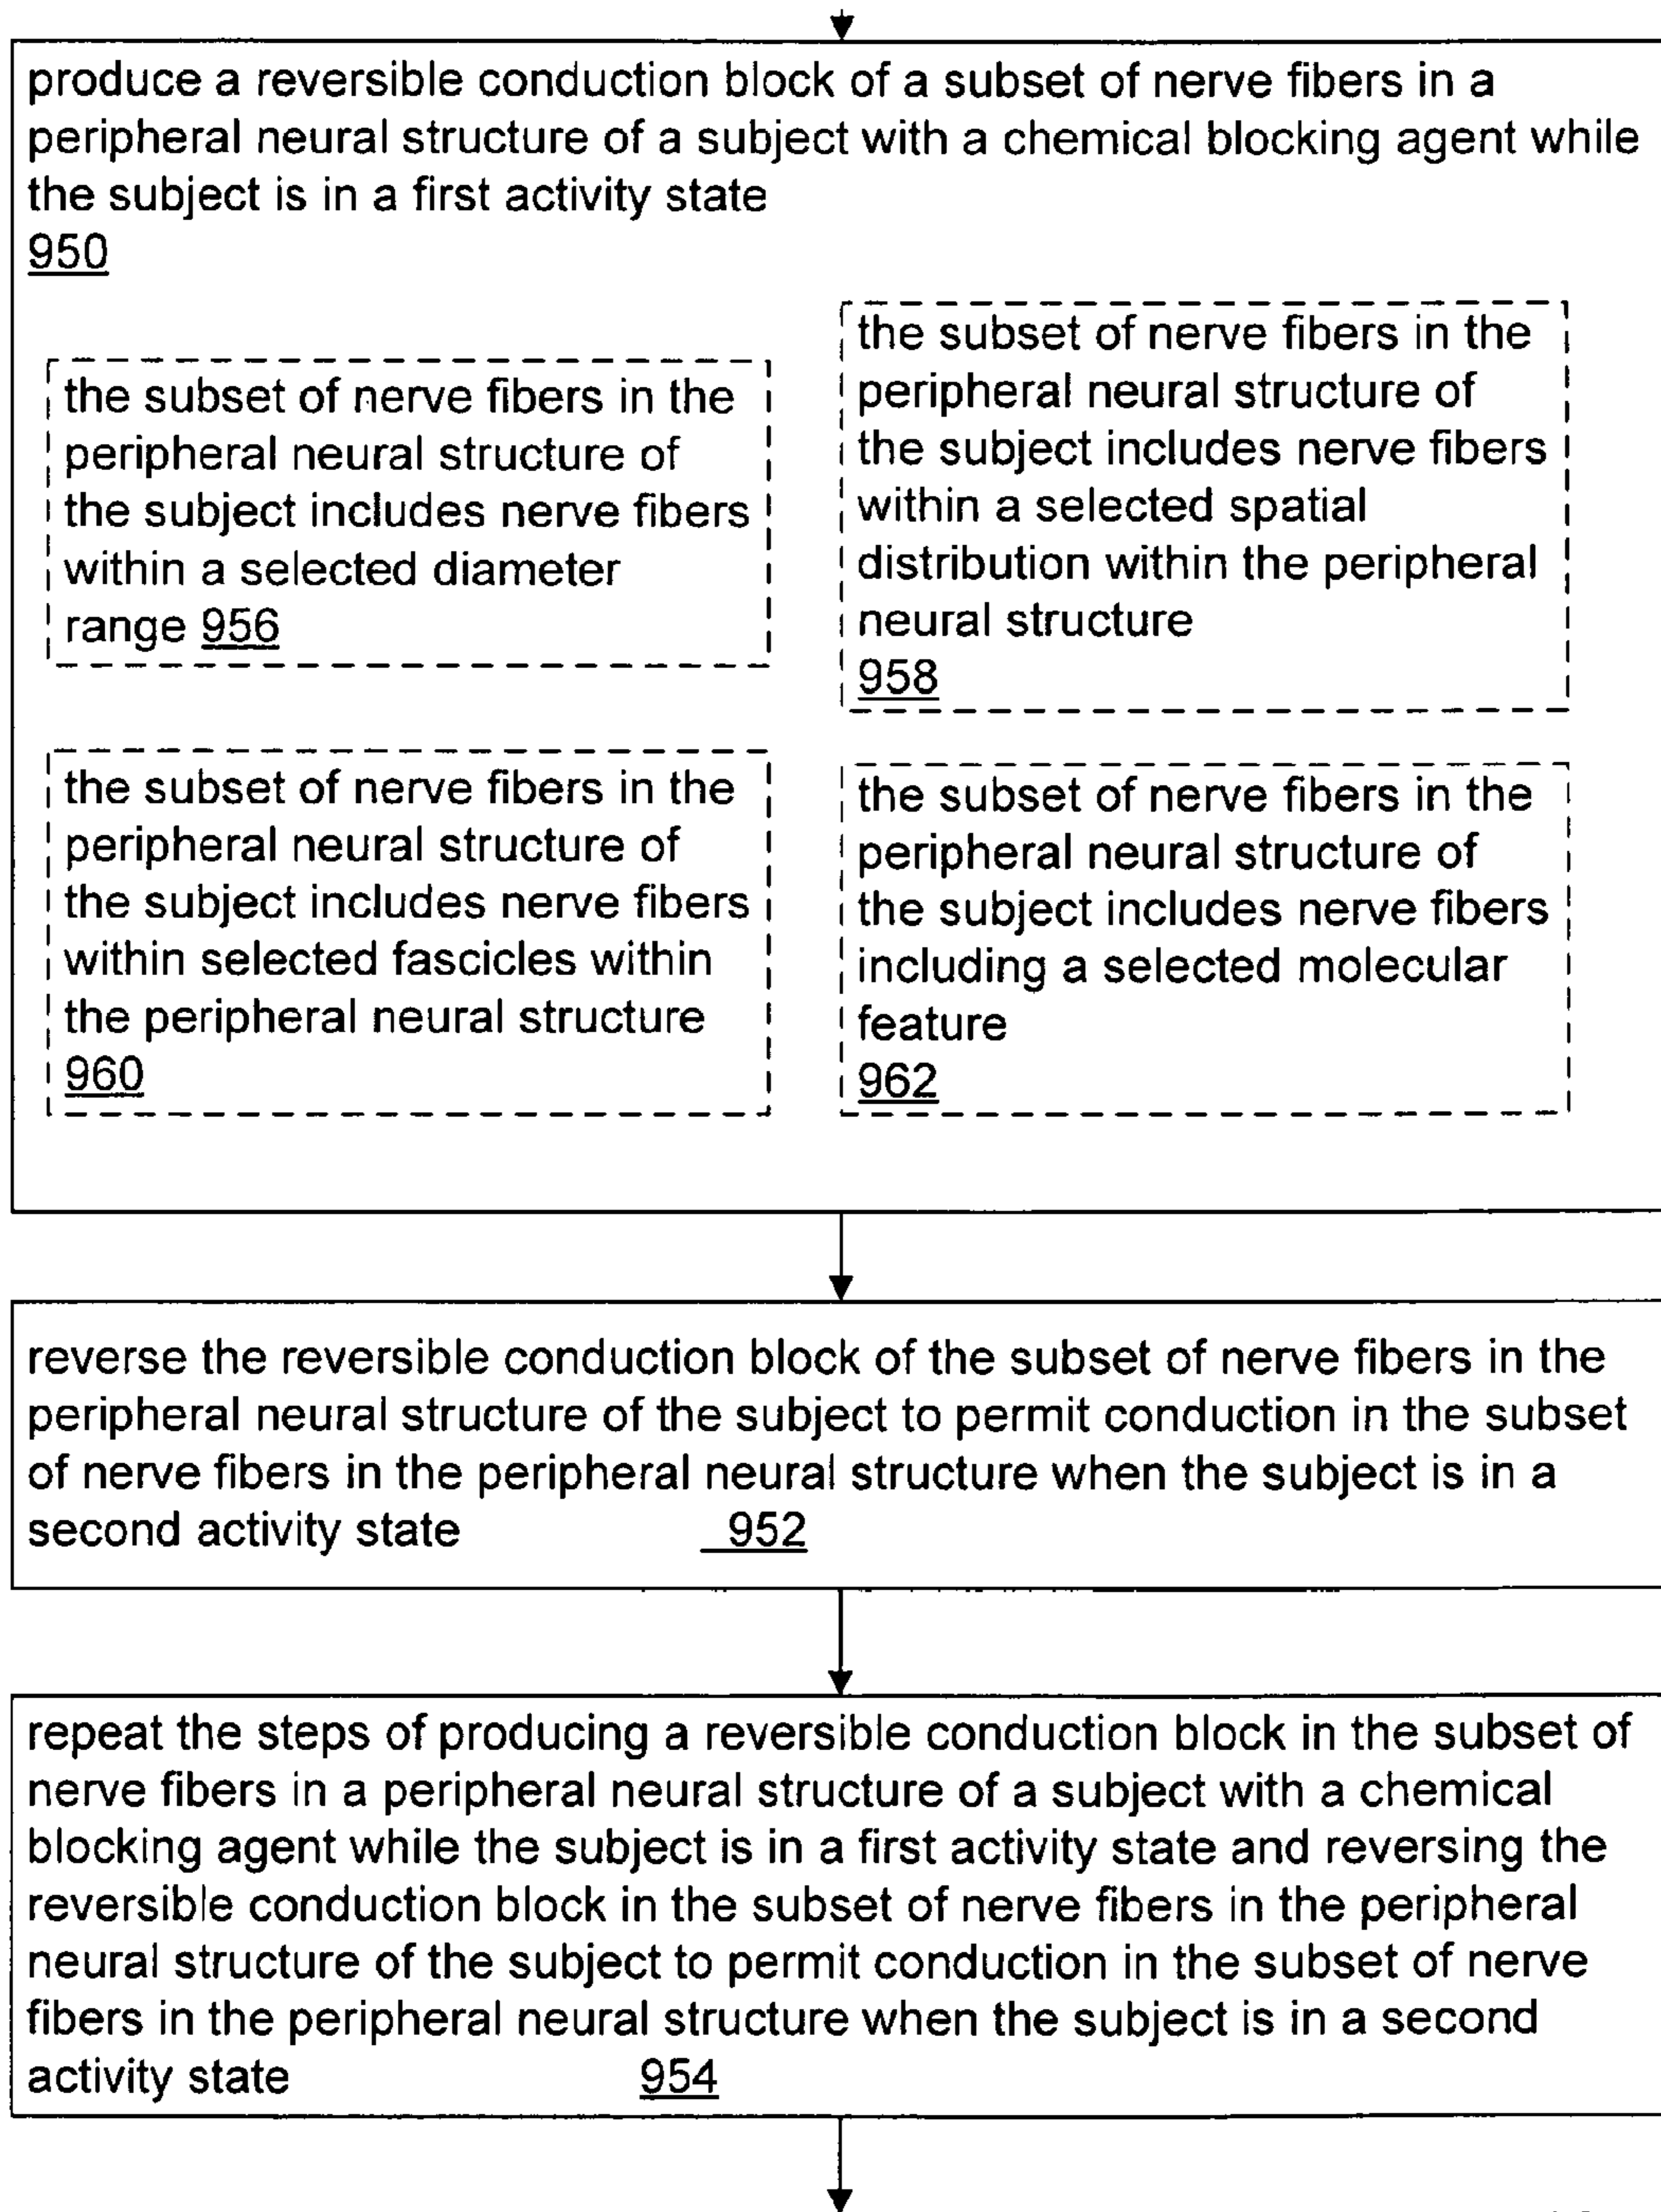 produce a reversible conduction block of a subset of nerve fibers in a
peripheral neural structure of a subject with a chemical blocking agent while
the subject is in a first activity state
950
the subset of nerve fibers in the
peripheral neural structure of
the subject includes nerve fibers
within a selected diameter
range 956
the subset of nerve fibers in the
peripheral neural structure of
the subject includes nerve fibers
within a selected spatial
distribution within the peripheral
neural structure
958
the subset of nerve fibers in the
peripheral neural structure of
the subject includes nerve fibers
within selected fascicles within
the peripheral neural structure
960
the subset of nerve fibers in the
peripheral neural structure of
the subject includes nerve fibers
including a selected molecular
feature
962
reverse the reversible conduction block of the subset of nerve fibers in the
peripheral neural structure of the subject to permit conduction in the subset
of nerve fibers in the peripheral neural structure when the subject is in a
second activity state 952
repeat the steps of producing a reversible conduction block in the subset of
nerve fibers in a peripheral neural structure of a subject with a chemical
blocking agent while the subject is in a first activity state and reversing the
reversible conduction block in the subset of nerve fibers in the peripheral
neural structure of the subject to permit conduction in the subset of nerve
fibers in the peripheral neural structure when the subject is in a second
activity state 954